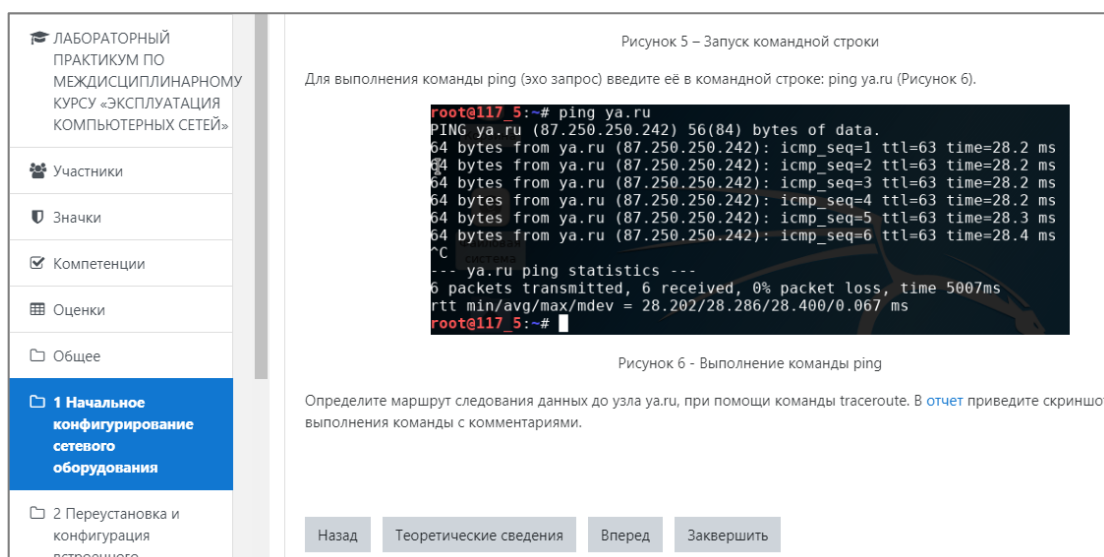 ЛАБОРАТОРНЫЙ
ПРАКТИКУМ ПО
МЕЖДИСЦИПЛИНАРНОМУ
КУРСУ «ЭКСПЛУАТАЦИЯ
КОМПЬЮТЕРНЫХ СЕТЕЙ»
Участники
Значки
Компетенции
Оценки
Общее
1 Начальное
конфигурирование
сетевого
оборудования
2 Переустановка и
конфигурация
встроенного
Рисунок 5 – Запуск командной строки
Для выполнения команды ping (эхо запрос) введите её в командной строке: ping ya.ru (Рисунок 6).
root@117_5:~# ping ya.ru
PING ya.ru (87.250.250.242) 56(84) bytes of data.
64 bytes from ya.ru (87.250.250.242): icmp_seq=1 ttl=63 time=28.2 ms
64 bytes from ya.ru (87.250.250.242): icmp_seq=2 ttl=63 time=28.2 ms
64 bytes from ya.ru (87.250.250.242): icmp_seq=3 ttl=63 time=28.2 ms
64 bytes from ya.ru (87.250.250.242): icmp_seq=4 ttl=63 time=28.2 ms
64 bytes from ya.ru (87.250.250.242): icmp_seq=5 ttl=63 time=28.3 ms
64 bytes from ya.ru (87.250.250.242): icmp_seq=6 ttl=63 time=28.4 ms
^C
система
--- ya.ru ping statistics ---
6 packets transmitted, 6 received, 0% packet loss, time 5007ms
rtt min/avg/max/mdev = 28.202/28.286/28.400/0.067 ms
root@117_5:~#
Рисунок 6 - Выполнение команды ping
Определите маршрут следования данных до узла ya.ru, при помощи команды traceroute. В отчет приведите скриншо
выполнения команды с комментариями.
Назад
Теоретические сведения
Вперед
Закввершить